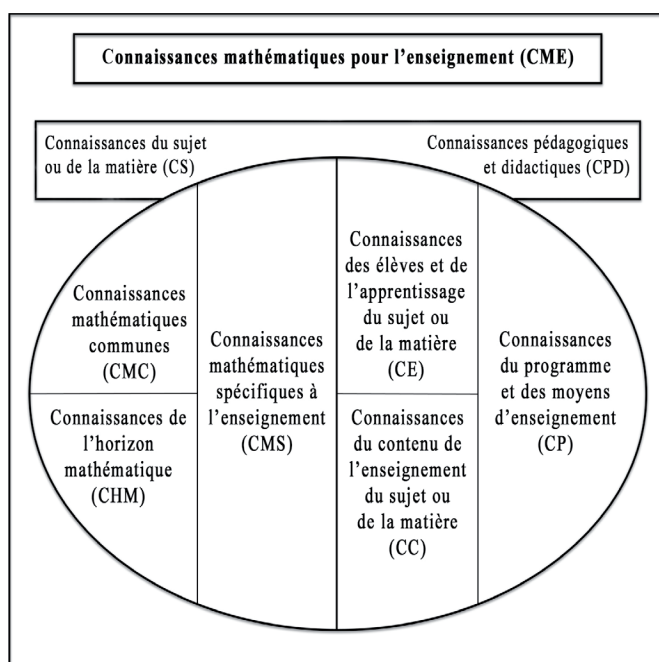 Connaissances mathématiques pour l'enseignement (CME)
Connaissances du sujet
ou de la matière (CS)
Connaissances pédagogiques
et didactiques (CPD)
Connaissances
mathématiques
communes
(CMC)
Connaissances de
l'horizon
mathématique
(CHM)
Connaissances
mathématiques
spécifiques à
l'enseignement
(CMS)
Connaissances
des élèves et de
l'apprentissage
du sujet ou
de la matière
(CE)
Connaissances
du contenu de
l'enseignement
du sujet ou
de la matière
(CC)
Connaissances
du programme
et des moyens
d'enseignement
(CP)